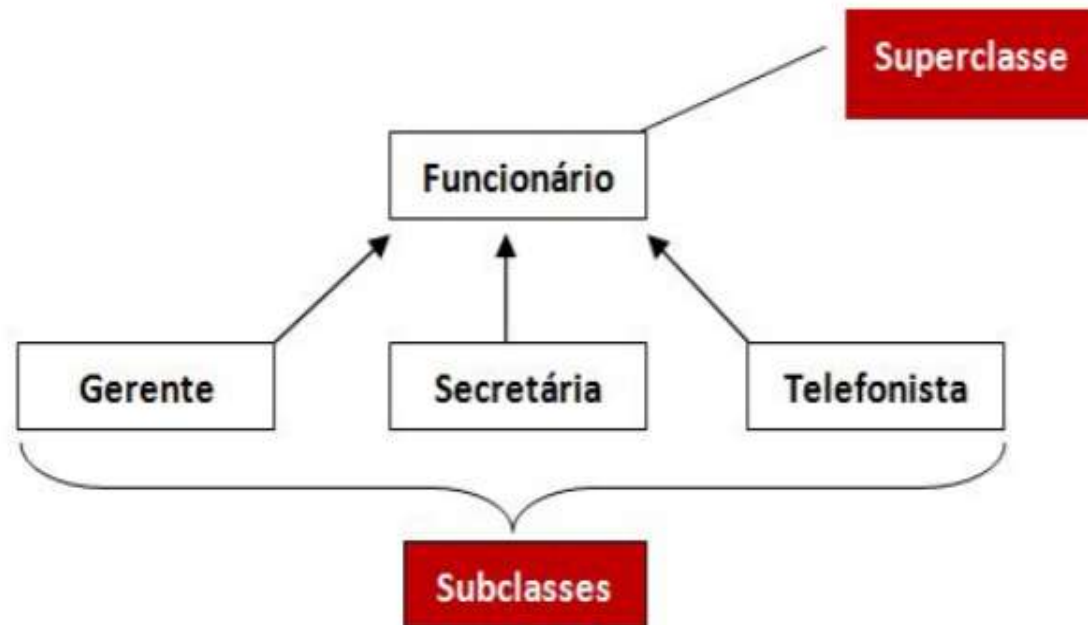 Superclasse
Funcionário
Gerente
Secretária
Telefonista
Subclasses